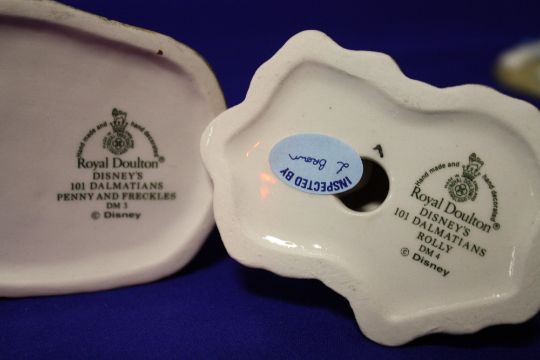 Hand made and hand decorated
Royal Doulton®
DISNEY'S
101 DALMATIANS
PENNY AND FRECKLES
DM 3
© Disney
L Brown
INSPECTED BY
Hand made and hand decorated
Royal Doulton®
DISNEY'S
101 DALMATIANS
ROLLY
DM 4
© Disney